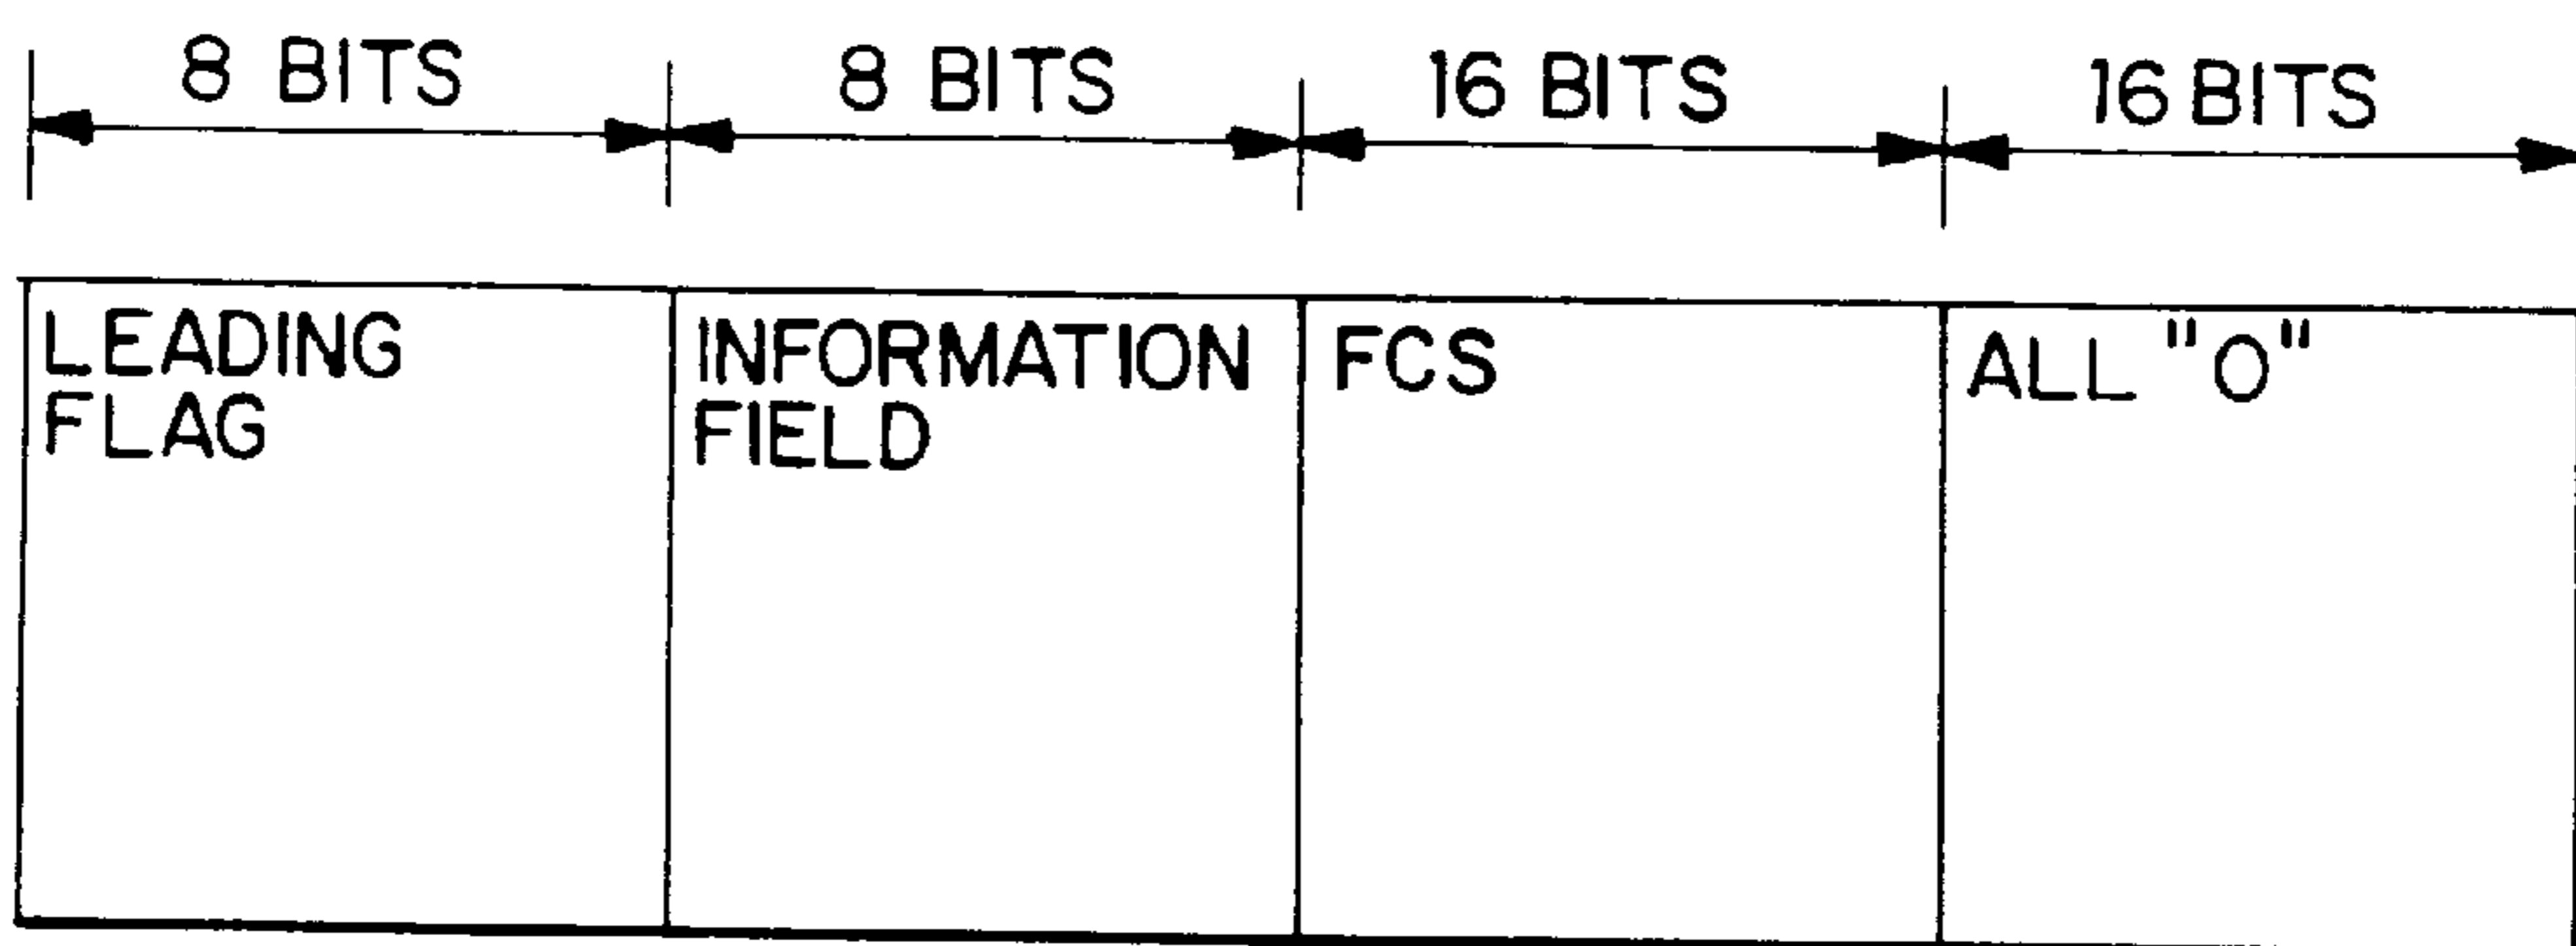 8 BITS 8 BITS 16 BITS 16 BITS
LEADING
FLAG
INFORMATION
FIELD
FCS
ALL "0"